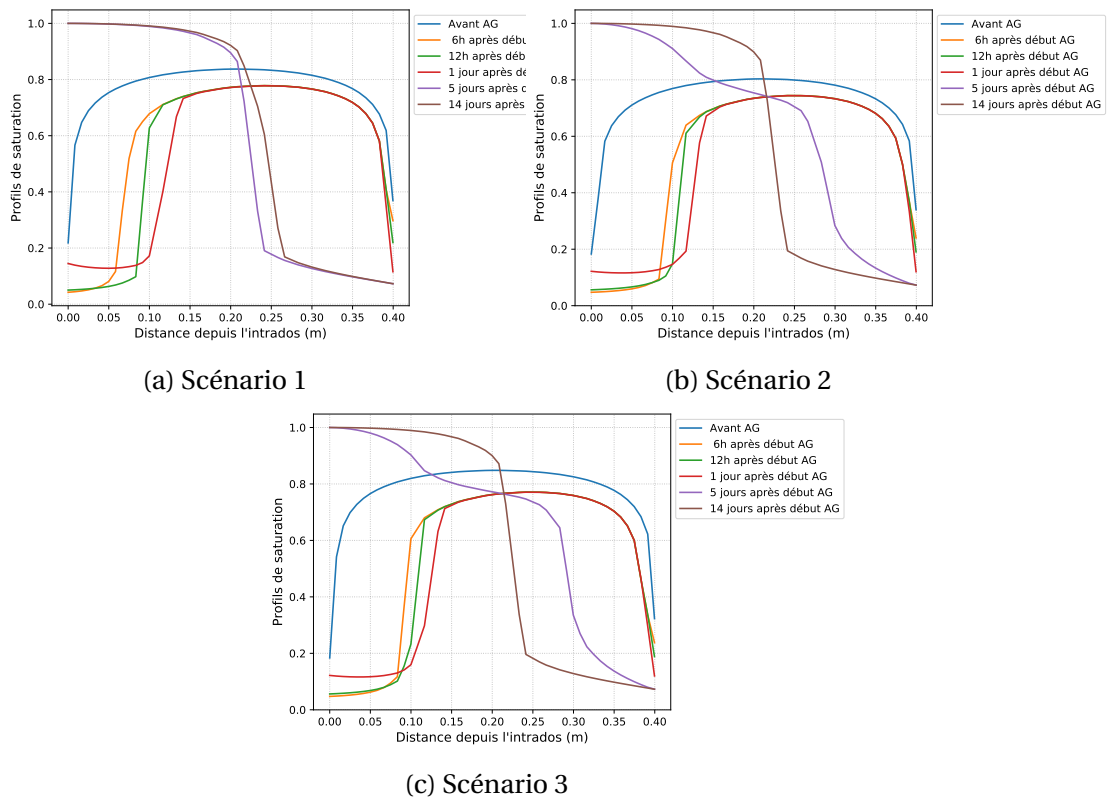 1.0
0.8
0.6
0.4
0.2
0.0
Profils de saturation
0.00 0.05 0.10 0.15 0.20 0.25 0.30 0.35 0.40
Distance depuis l'intrados (m)
Avant AG
6h après débu
12h après déb
1 jour après dé
5 jours après d
14 jours après
(a) Scénario 1
1.0
0.8
0.6
0.4
0.2
0.0
Profils de saturation
0.00 0.05 0.10 0.15 0.20 0.25 0.30 0.35 0.40
Distance depuis l'intrados (m)
Avant AG
6h après début AG
12h après début AG
1 jour après début AG
5 jours après début AG
14 jours après début AG
(b) Scénario 2
1.0
0.8
0.6
0.4
0.2
0.0
Profils de saturation
0.00 0.05 0.10 0.15 0.20 0.25 0.30 0.35 0.40
Distance depuis l'intrados (m)
Avant AG
6h après début AG
12h après début AG
1 jour après début AG
5 jours après début AG
14 jours après début AG
(c) Scénario 3